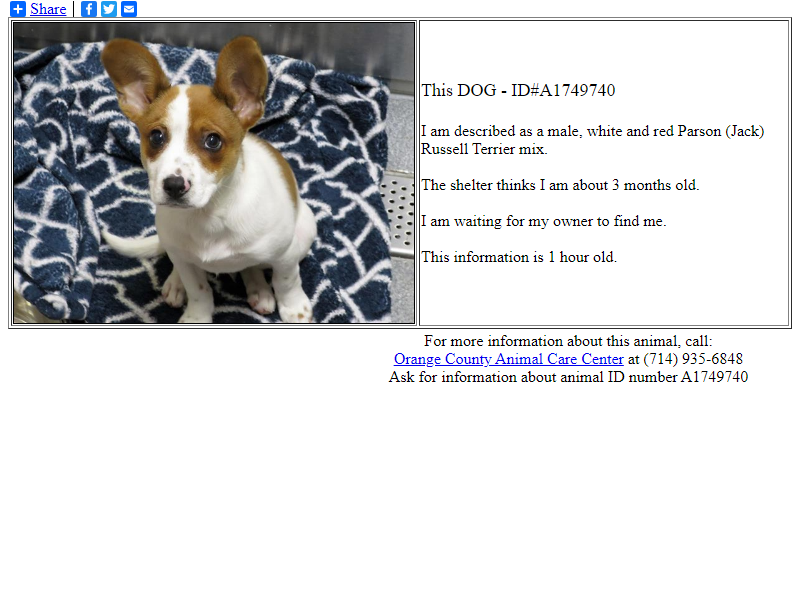 Share |
This DOG - ID#A1749740
I am described as a male, white and red Parson (Jack)
Russell Terrier mix.
The shelter thinks I am about 3 months old.
I am waiting for my owner to find me.
This information is 1 hour old.
For more information about this animal, call:
Orange County Animal Care Center at (714) 935-6848
Ask for information about animal ID number A1749740